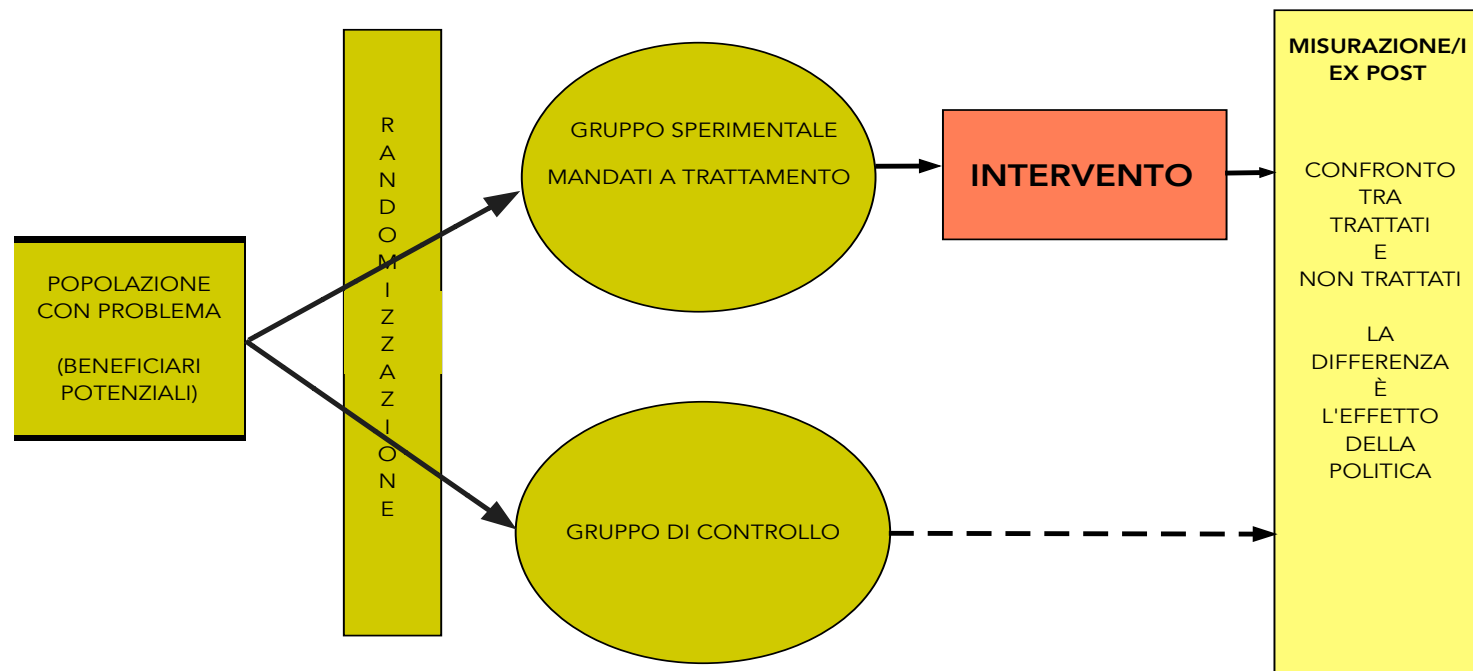 POPOLAZIONE
CON PROBLEMA
(BENEFICIARI
POTENZIALI)
RANDOMIZZAZIONE
GRUPPO SPERIMENTALE
MANDATI A TRATTAMENTO
GRUPPO DI CONTROLLO
INTERVENTO
MISURAZIONE/I
EX POST
CONFRONTO
TRA
TRATTATI
E
NON TRATTATI
LA
DIFFERENZA
È
L'EFFETTO
DELLA
POLITICA